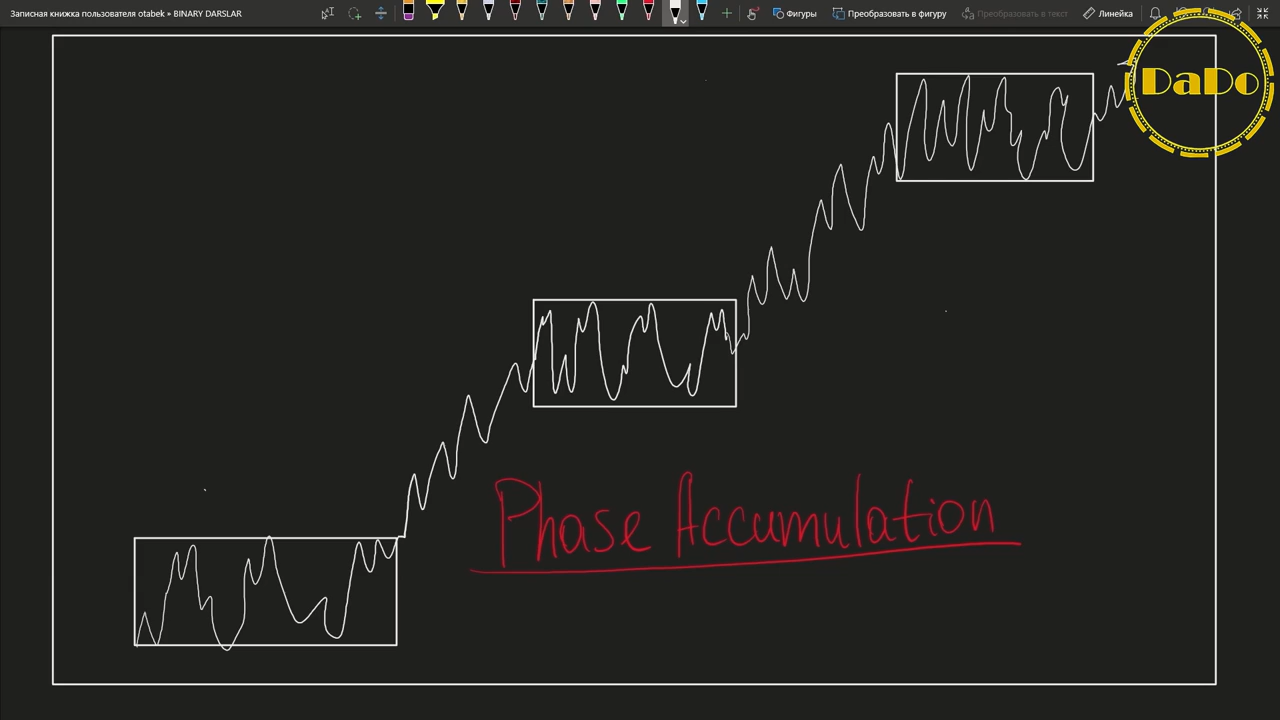 Записная книжка пользователя otabek » BINARY DARSLAR
Фигуры
Преобразовать в фигуру
Преобразовать в текст
Линейка
DaDo
Phase Accumulation